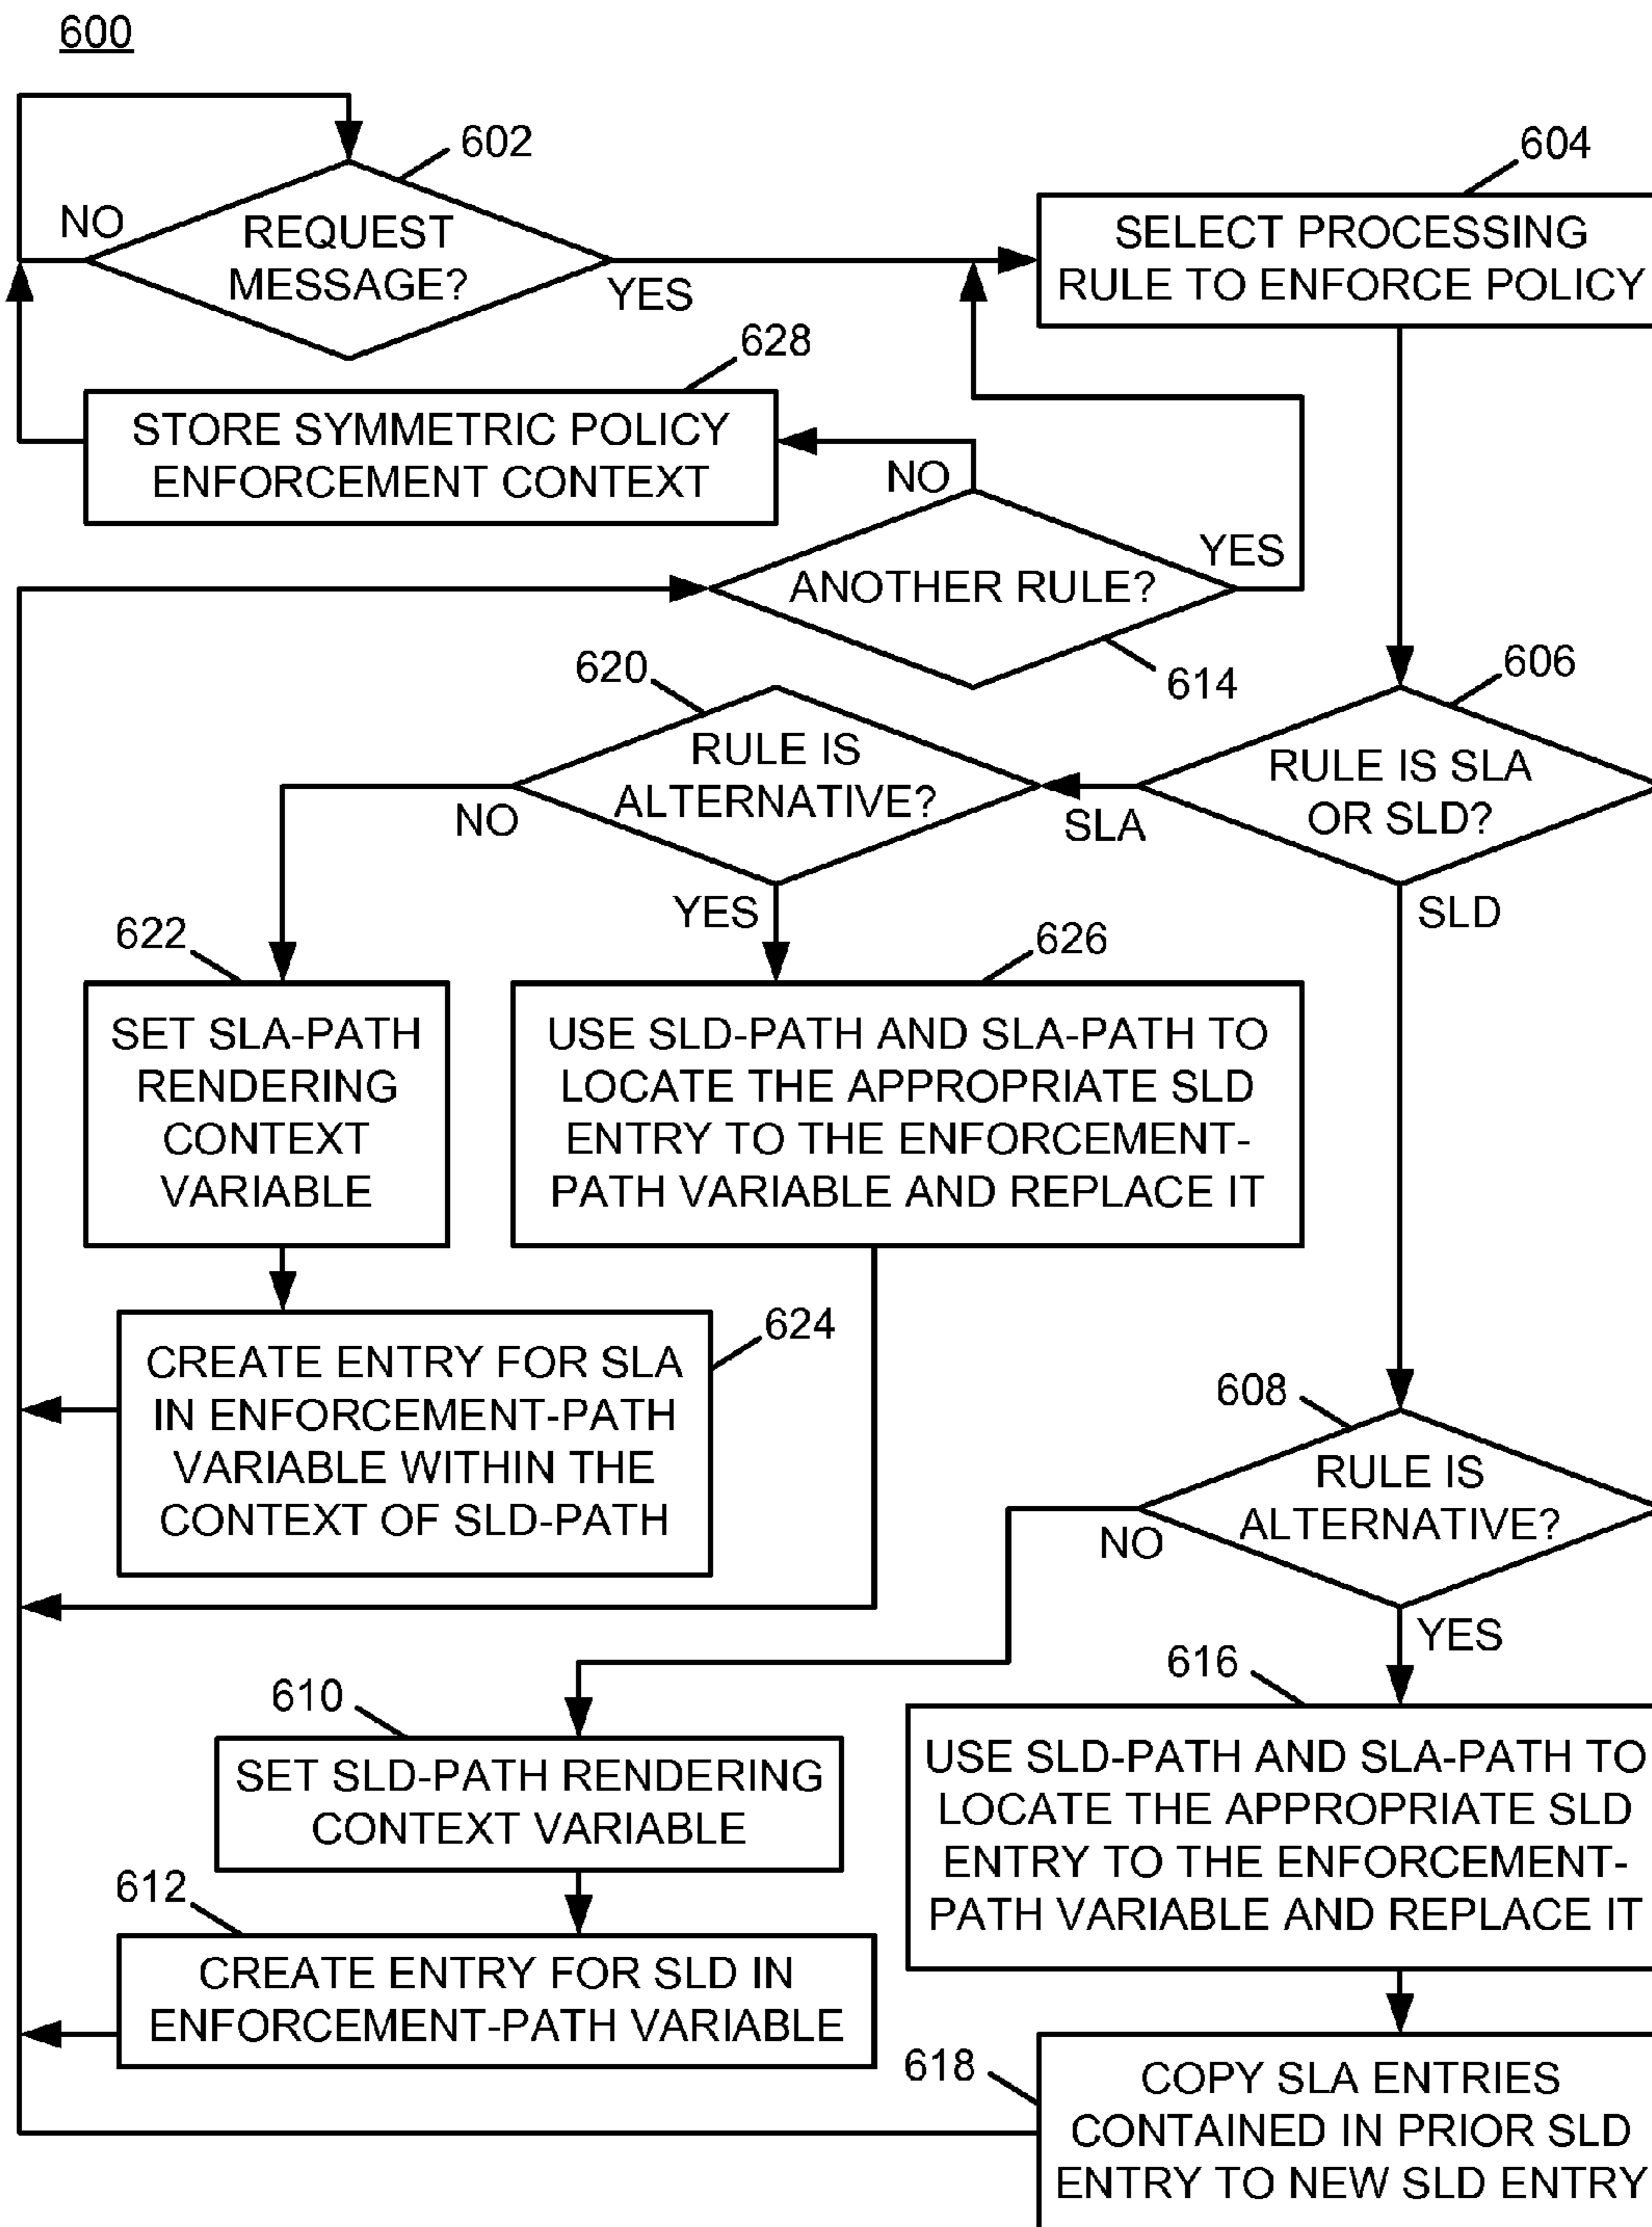 600
602
REQUEST
MESSAGE?
NO
YES
604
SELECT PROCESSING
RULE TO ENFORCE POLICY
628
STORE SYMMETRIC POLICY
ENFORCEMENT CONTEXT
NO
YES
ANOTHER RULE?
614
620
RULE IS
ALTERNATIVE?
NO
YES
606
RULE IS SLA
OR SLD?
SLA
SLD
622
SET SLA-PATH
RENDERING
CONTEXT
VARIABLE
626
USE SLD-PATH AND SLA-PATH TO
LOCATE THE APPROPRIATE SLD
ENTRY TO THE ENFORCEMENT-
PATH VARIABLE AND REPLACE IT
624
CREATE ENTRY FOR SLA
IN ENFORCEMENT-PATH
VARIABLE WITHIN THE
CONTEXT OF SLD-PATH
608
RULE IS
ALTERNATIVE?
NO
YES
610
SET SLD-PATH RENDERING
CONTEXT VARIABLE
612
CREATE ENTRY FOR SLD IN
ENFORCEMENT-PATH VARIABLE
616
USE SLD-PATH AND SLA-PATH TO
LOCATE THE APPROPRIATE SLD
ENTRY TO THE ENFORCEMENT-
PATH VARIABLE AND REPLACE IT
618
COPY SLA ENTRIES
CONTAINED IN PRIOR SLD
ENTRY TO NEW SLD ENTRY